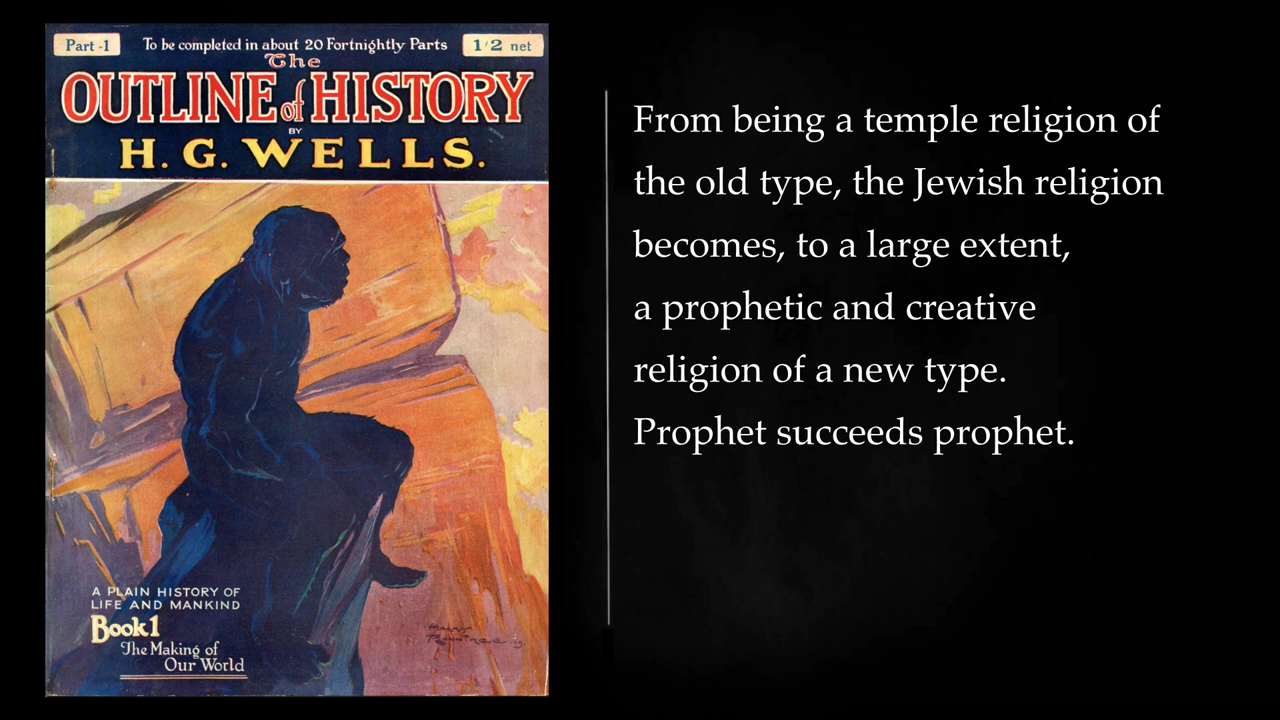 Part -1
To be completed in about 20 Fortnightly Parts
1/2 net
The
OUTLINE of HISTORY
BY
H. G. WELLS.
A PLAIN HISTORY OF
LIFE AND MANKIND
Book 1
The Making of
Our World
From being a temple religion of
the old type, the Jewish religion
becomes, to a large extent,
a prophetic and creative
religion of a new type.
Prophet succeeds prophet.